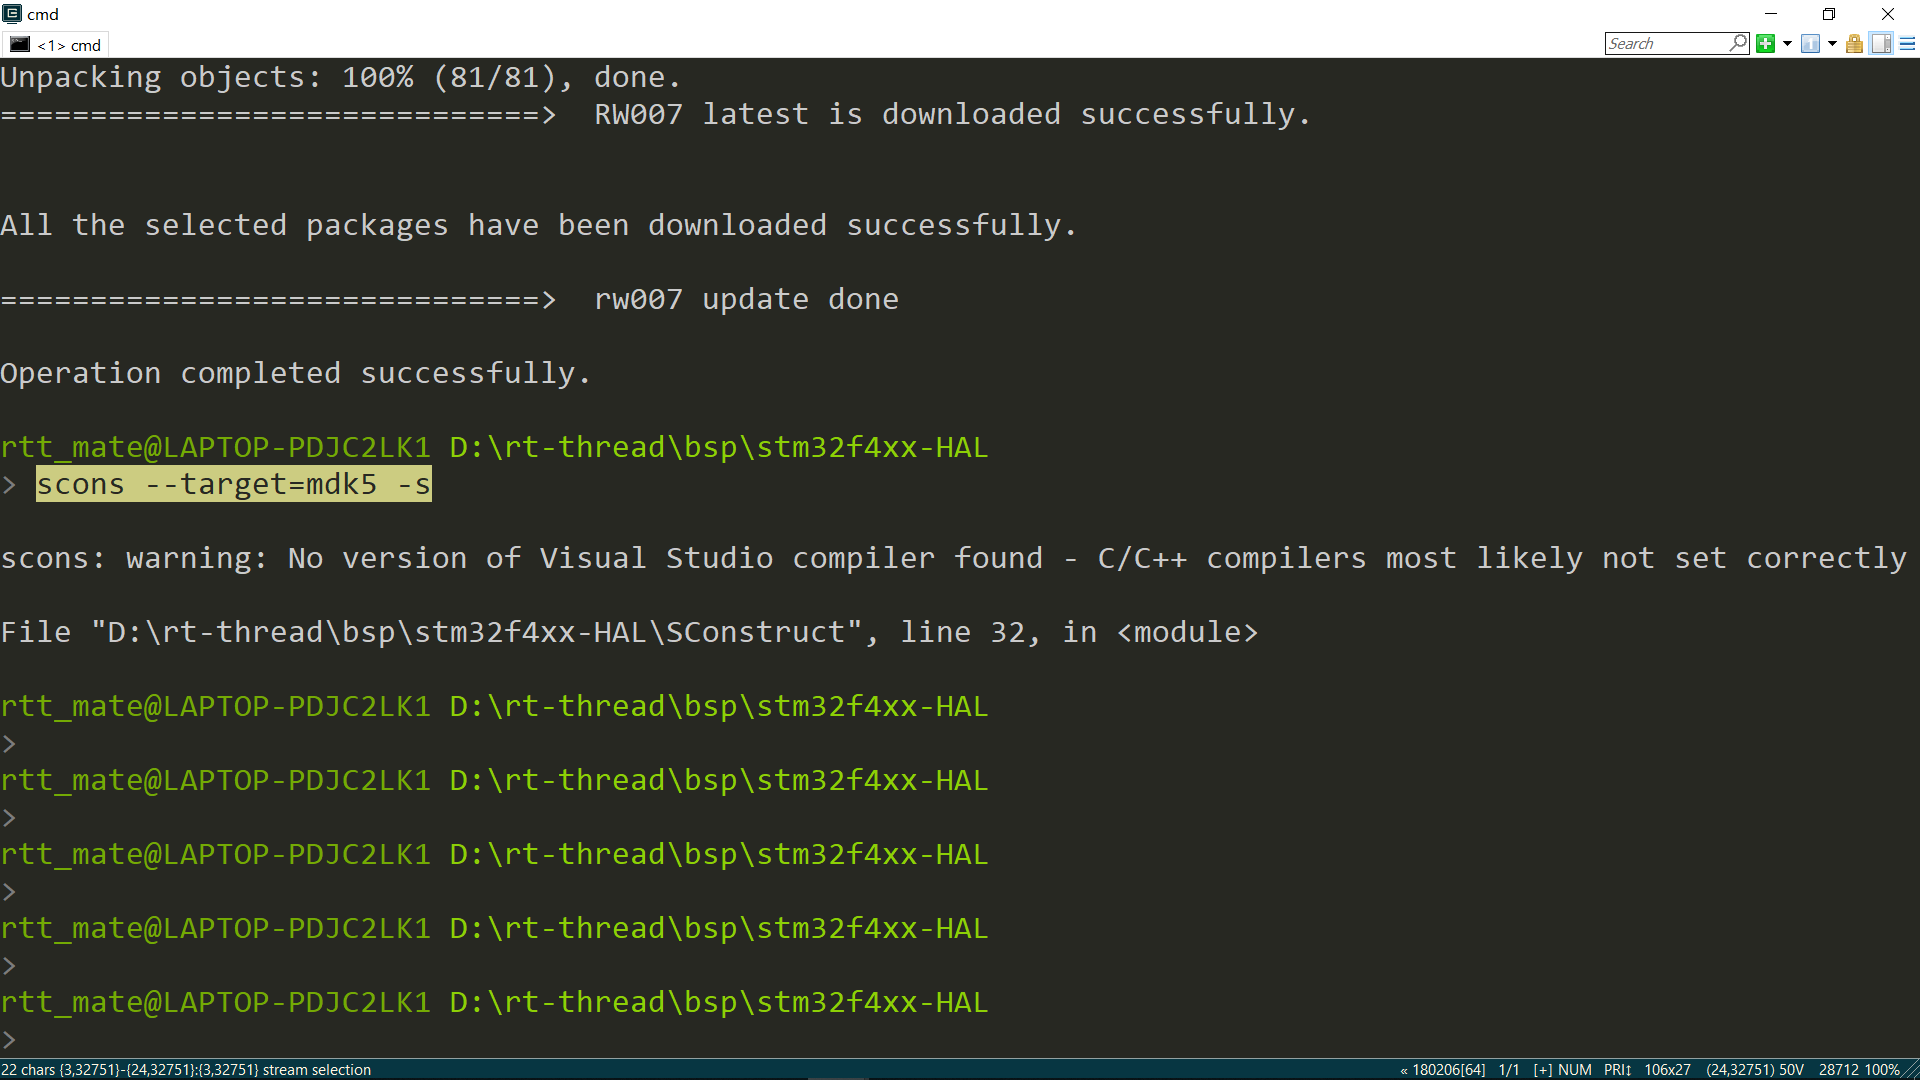 cmd
<1> cmd
Search
Unpacking objects: 100% (81/81), done.
==============================>  RW007 latest is downloaded successfully.
All the selected packages have been downloaded successfully.
==============================>  rw007 update done
Operation completed successfully.
rtt_mate@LAPTOP-PDJC2LK1 D:\rt-thread\bsp\stm32f4xx-HAL
> scons --target=mdk5 -s
scons: warning: No version of Visual Studio compiler found - C/C++ compilers most likely not set correctly
File "D:\rt-thread\bsp\stm32f4xx-HAL\SConstruct", line 32, in <module>
rtt_mate@LAPTOP-PDJC2LK1 D:\rt-thread\bsp\stm32f4xx-HAL
>
rtt_mate@LAPTOP-PDJC2LK1 D:\rt-thread\bsp\stm32f4xx-HAL
>
rtt_mate@LAPTOP-PDJC2LK1 D:\rt-thread\bsp\stm32f4xx-HAL
>
rtt_mate@LAPTOP-PDJC2LK1 D:\rt-thread\bsp\stm32f4xx-HAL
>
rtt_mate@LAPTOP-PDJC2LK1 D:\rt-thread\bsp\stm32f4xx-HAL
>
22 chars {3,32751}-{24,32751}:{3,32751} stream selection
« 180206[64] 1/1 [+] NUM PRI↕ 106x27 (24,32751) 50V 28712 100%